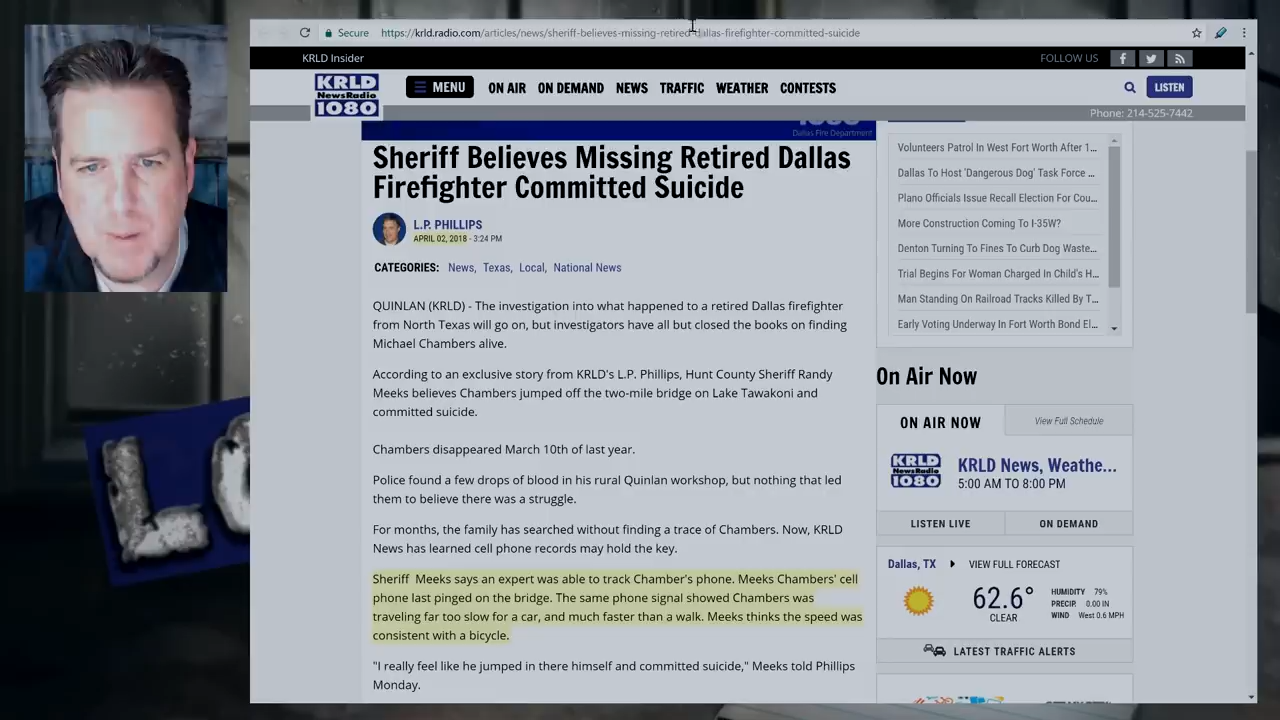 Secure https://krld.radio.com/articles/news/sheriff-believes-missing-retired-dallas-firefighter-committed-suicide
KRLD Insider
FOLLOW US
KRLD
NewsRadio
1080
MENU ON AIR ON DEMAND NEWS TRAFFIC WEATHER CONTESTS
LISTEN
Phone: 214-525-7442
Dallas Fire Department
Sheriff Believes Missing Retired Dallas
Firefighter Committed Suicide
L.P. PHILLIPS
APRIL 02, 2018 - 3:24 PM
CATEGORIES: News, Texas, Local, National News
QUINLAN (KRLD) - The investigation into what happened to a retired Dallas firefighter
from North Texas will go on, but investigators have all but closed the books on finding
Michael Chambers alive.
According to an exclusive story from KRLD's L.P. Phillips, Hunt County Sheriff Randy
Meeks believes Chambers jumped off the two-mile bridge on Lake Tawakoni and
committed suicide.
Chambers disappeared March 10th of last year.
Police found a few drops of blood in his rural Quinlan workshop, but nothing that led
them to believe there was a struggle.
For months, the family has searched without finding a trace of Chambers. Now, KRLD
News has learned cell phone records may hold the key.
Sheriff Meeks says an expert was able to track Chamber's phone. Meeks Chambers' cell
phone last pinged on the bridge. The same phone signal showed Chambers was
traveling far too slow for a car, and much faster than a walk. Meeks thinks the speed was
consistent with a bicycle.
"I really feel like he jumped in there himself and committed suicide," Meeks told Phillips
Monday.
Volunteers Patrol In West Fort Worth After 1...
Dallas To Host 'Dangerous Dog' Task Force ...
Plano Officials Issue Recall Election For Cou...
More Construction Coming To I-35W?
Denton Turning To Fines To Curb Dog Waste...
Trial Begins For Woman Charged In Child's H...
Man Standing On Railroad Tracks Killed By T...
Early Voting Underway In Fort Worth Bond El...
On Air Now
ON AIR NOW View Full Schedule
KRLD
NewsRadio
1080
KRLD News, Weathe...
5:00 AM TO 8:00 PM
LISTEN LIVE ON DEMAND
Dallas, TX VIEW FULL FORECAST
62.6°
CLEAR
HUMIDITY 79%
PRECIP. 0.00 IN
WIND West 0.6 MPH
LATEST TRAFFIC ALERTS